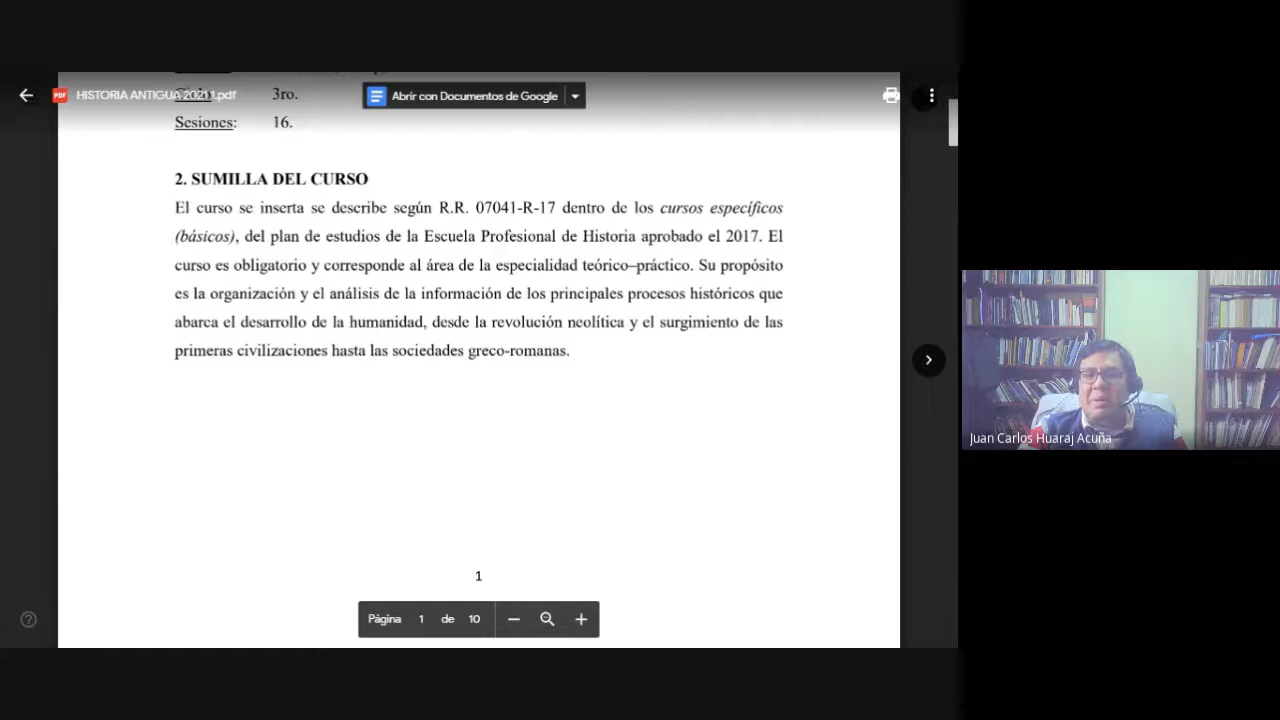 HISTORIA ANTIGUA 2021 1.pdf
Abrir con Documentos de Google
3ro.
Sesiones: 16.
2. SUMILLA DEL CURSO
El curso se inserta se describe según R.R. 07041-R-17 dentro de los cursos específicos
(básicos), del plan de estudios de la Escuela Profesional de Historia aprobado el 2017. El
curso es obligatorio y corresponde al área de la especialidad teórico–práctico. Su propósito
es la organización y el análisis de la información de los principales procesos históricos que
abarca el desarrollo de la humanidad, desde la revolución neolítica y el surgimiento de las
primeras civilizaciones hasta las sociedades greco-romanas.
Juan Carlos Huaraj Acuña
1
Página 1 de 10